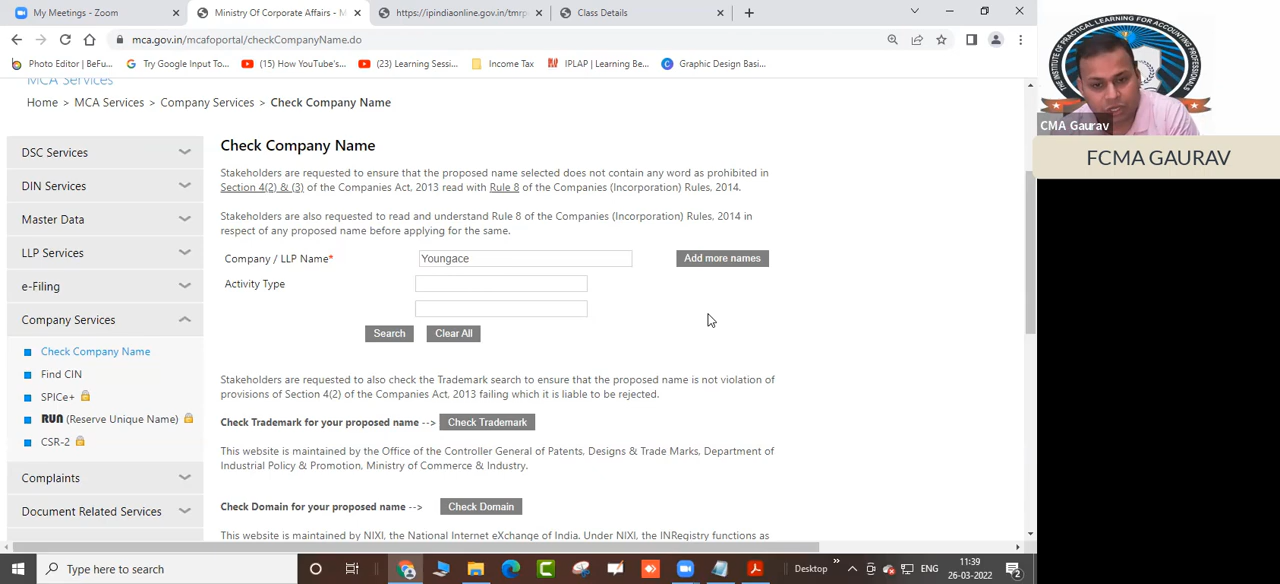 My Meetings - Zoom
Ministry Of Corporate Affairs - M
https://ipindiaonline.gov.in/tmrp
Class Details
mca.gov.in/mcafoportal/checkCompanyName.do
Photo Editor | BeFu...
Try Google Input To...
(15) How YouTube's...
(23) Learning Sessi...
Income Tax
IPLAP | Learning Be...
Graphic Design Basi...
MCA Services
Home > MCA Services > Company Services > Check Company Name
DSC Services
DIN Services
Master Data
LLP Services
e-Filing
Company Services
Check Company Name
Find CIN
SPICe+
RUN (Reserve Unique Name)
CSR-2
Complaints
Document Related Services
Check Company Name
Stakeholders are requested to ensure that the proposed name selected does not contain any word as prohibited in
Section 4(2) & (3) of the Companies Act, 2013 read with Rule 8 of the Companies (Incorporation) Rules, 2014.
Stakeholders are also requested to read and understand Rule 8 of the Companies (Incorporation) Rules, 2014 in
respect of any proposed name before applying for the same.
Company / LLP Name* Youngace Add more names
Activity Type
Search Clear All
Stakeholders are requested to also check the Trademark search to ensure that the proposed name is not violation of
provisions of Section 4(2) of the Companies Act, 2013 failing which it is liable to be rejected.
Check Trademark for your proposed name --> Check Trademark
This website is maintained by the Office of the Controller General of Patents, Designs & Trade Marks, Department of
Industrial Policy & Promotion, Ministry of Commerce & Industry.
Check Domain for your proposed name --> Check Domain
This website is maintained by NIXI, the National Internet eXchange of India. Under NIXI, the INRegistry functions as
CMA Gaurav
FCMA GAURAV
Type here to search
Desktop
ENG
11:39
26-03-2022
2